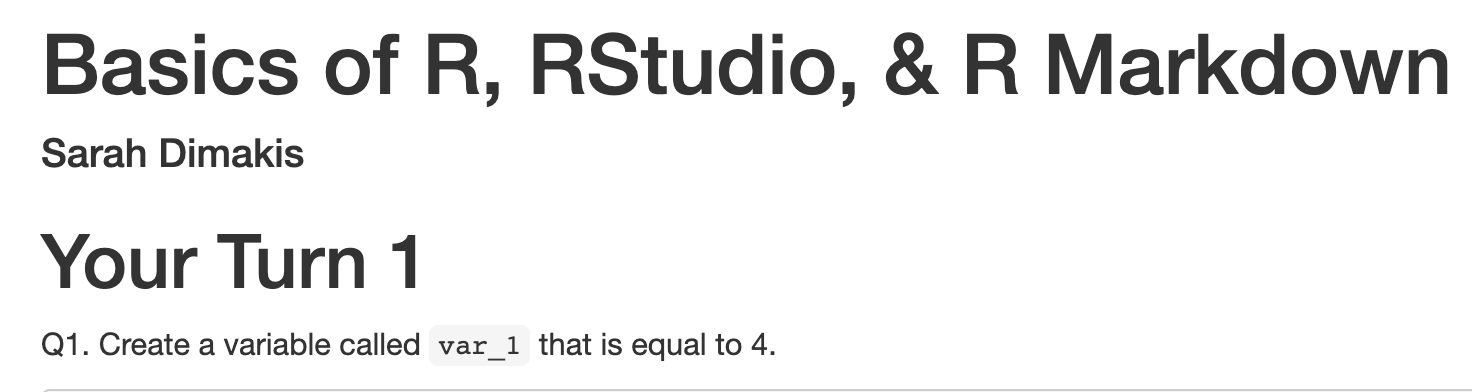 Basics of R, RStudio, & R Markdown
Sarah Dimakis
Your Turn 1
Q1. Create a variable called var_1 that is equal to 4.